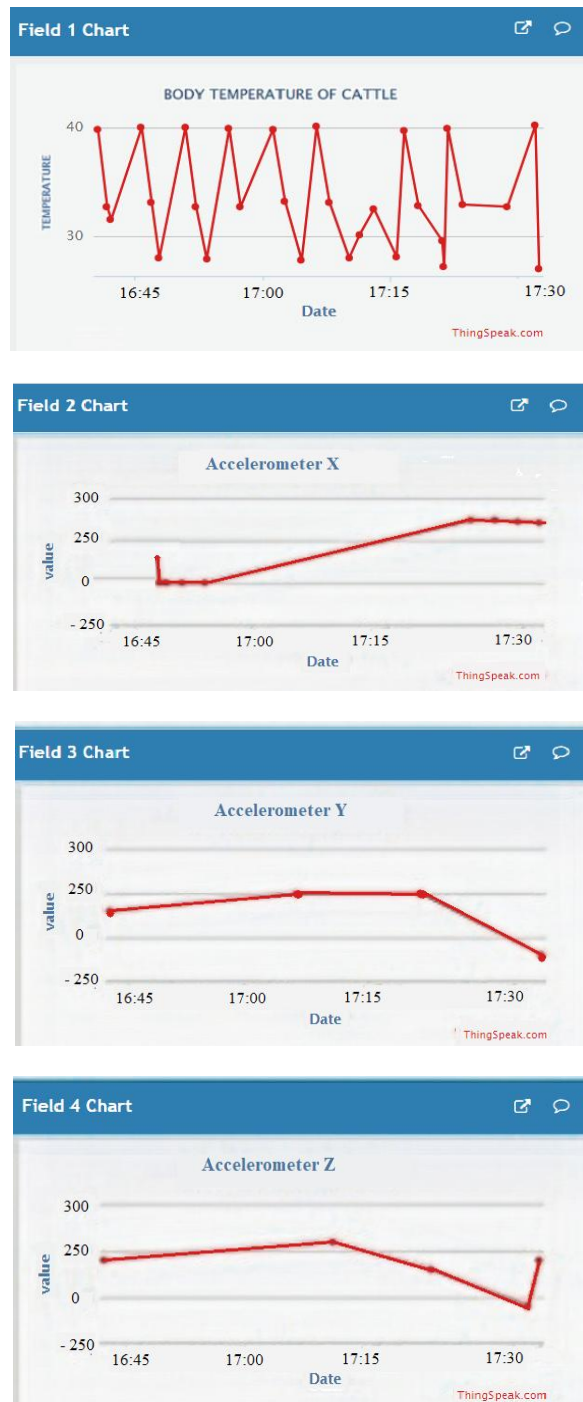 Field 1 Chart
BODY TEMPERATURE OF CATTLE
TEMPERATURE
40
30
16:45 17:00 17:15 17:30
Date
ThingSpeak.com
Field 2 Chart
Accelerometer X
value
300
250
0
- 250
16:45 17:00 17:15 17:30
Date
ThingSpeak.com
Field 3 Chart
Accelerometer Y
value
300
250
0
- 250
16:45 17:00 17:15 17:30
Date
ThingSpeak.com
Field 4 Chart
Accelerometer Z
value
300
250
0
- 250
16:45 17:00 17:15 17:30
Date
ThingSpeak.com